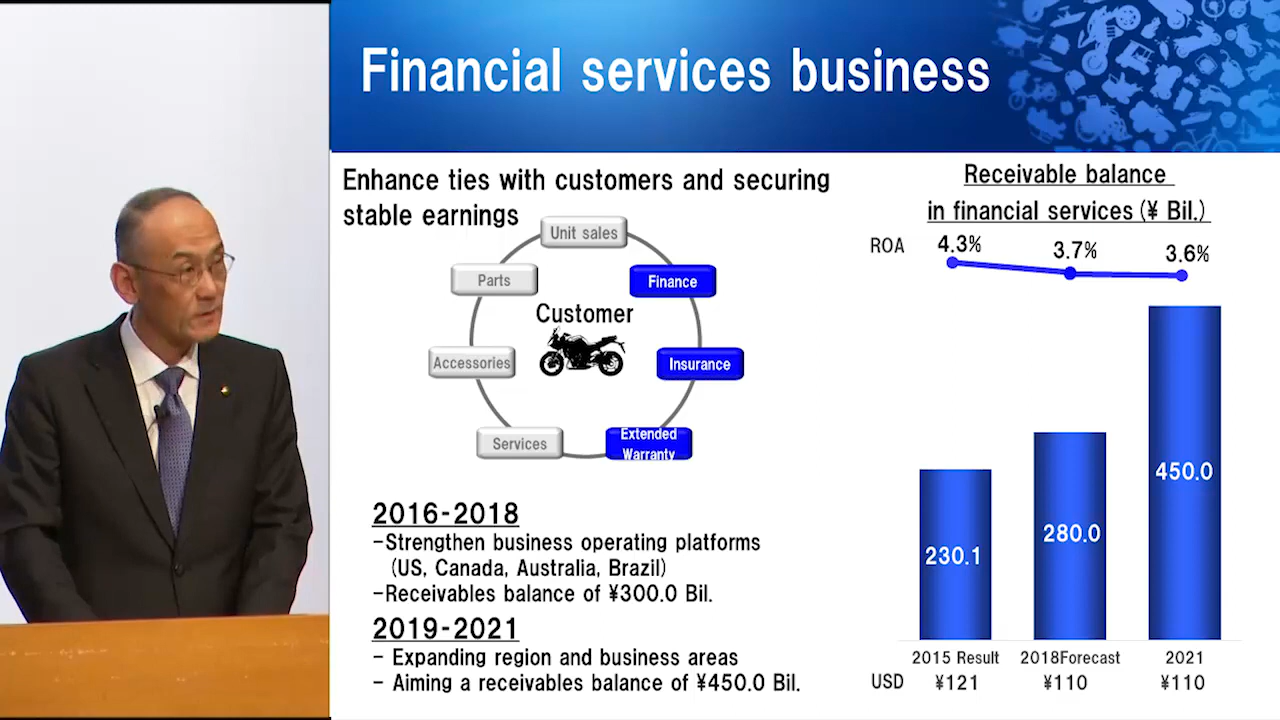 Financial services business
Enhance ties with customers and securing
stable earnings
Unit sales
Parts
Finance
Customer
Accessories
Insurance
Services
Extended
Warranty
2016-2018
-Strengthen business operating platforms
(US, Canada, Australia, Brazil)
-Receivables balance of ¥300.0 Bil.
2019-2021
- Expanding region and business areas
- Aiming a receivables balance of ¥450.0 Bil.
Receivable balance
in financial services (¥ Bil.)
ROA 4.3% 3.7% 3.6%
230.1 280.0 450.0
2015 Result 2018Forecast 2021
USD ¥121 ¥110 ¥110